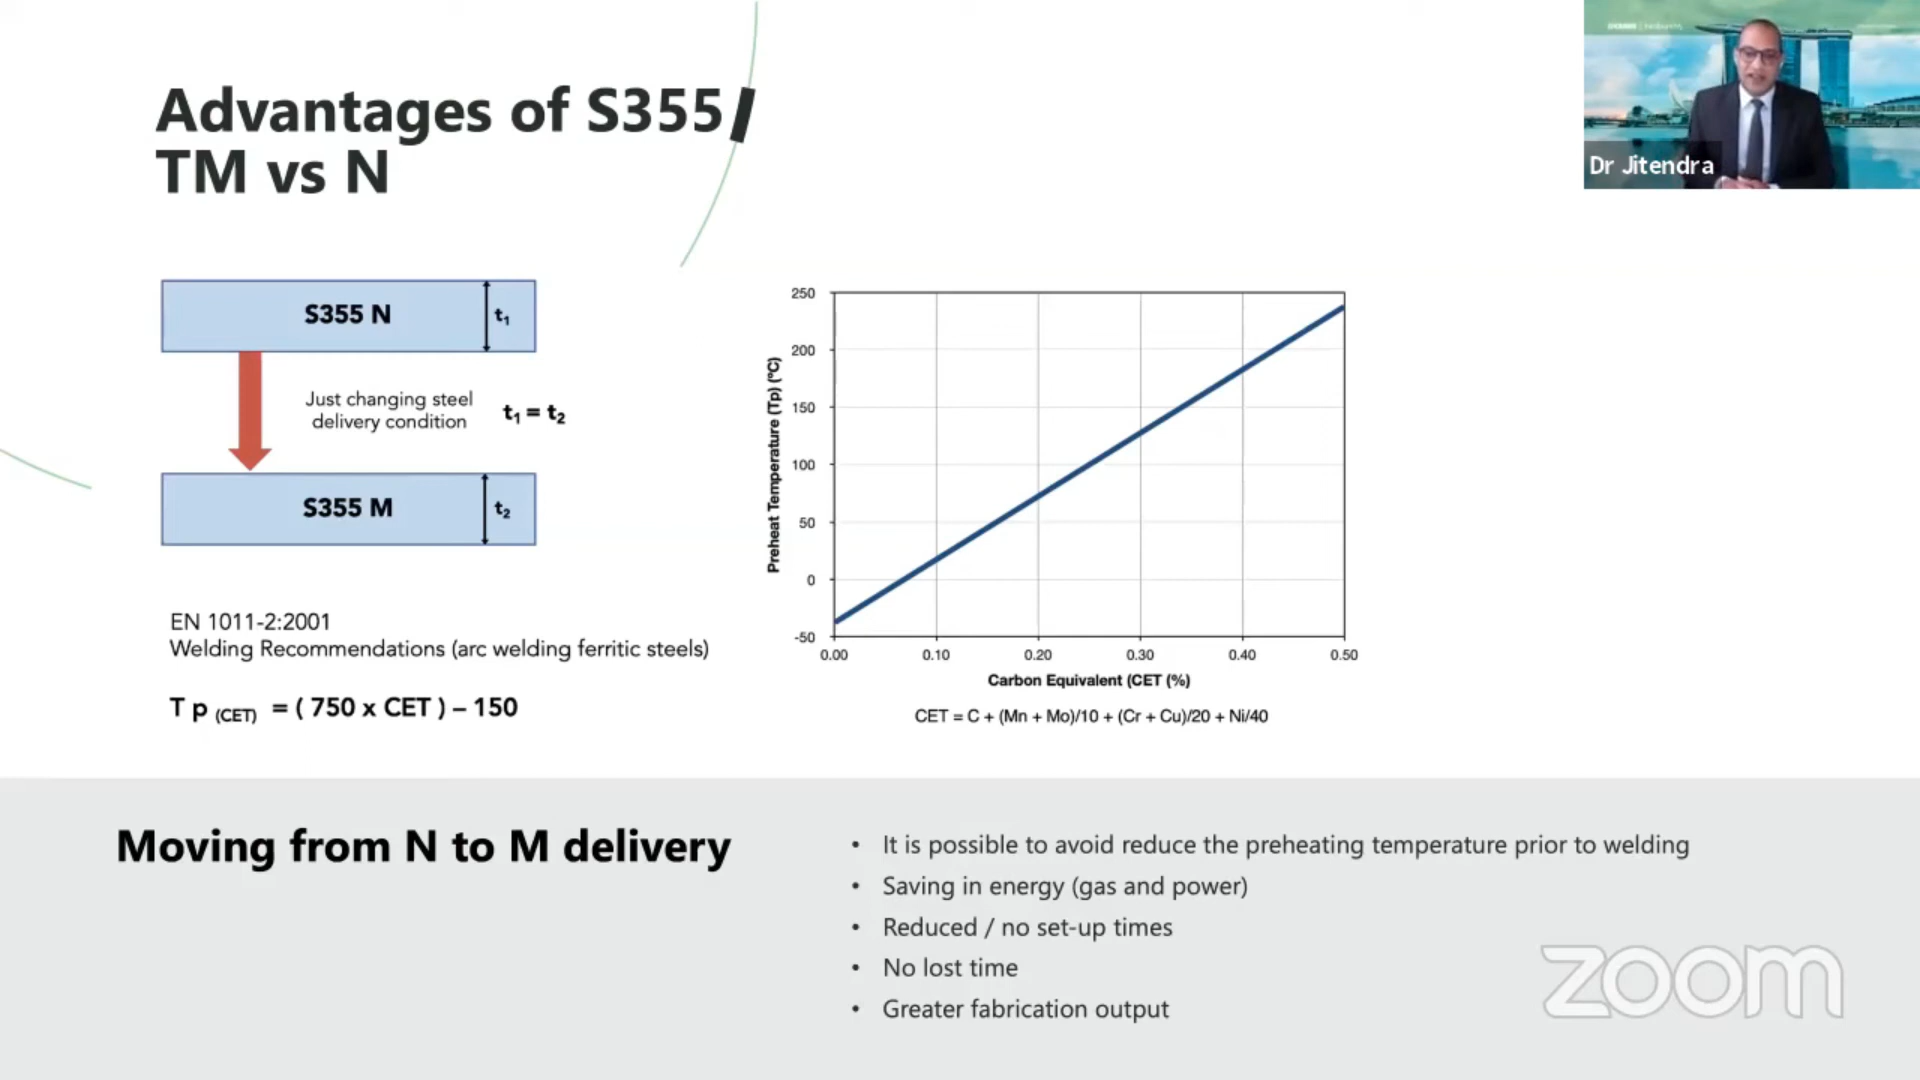 Advantages of S355
TM vs N
Dr Jitendra
S355 N
t₁
Just changing steel
delivery condition
t₁ = t₂
S355 M
t₂
EN 1011-2:2001
Welding Recommendations (arc welding ferritic steels)
T p (CET) = ( 750 x CET ) – 150
250
200
150
100
50
0
-50
Preheat Temperature (Tp) (ºC)
0.00 0.10 0.20 0.30 0.40 0.50
Carbon Equivalent (CET (%)
CET = C + (Mn + Mo)/10 + (Cr + Cu)/20 + Ni/40
Moving from N to M delivery
• It is possible to avoid reduce the preheating temperature prior to welding
• Saving in energy (gas and power)
• Reduced / no set-up times
• No lost time
• Greater fabrication output
zoom